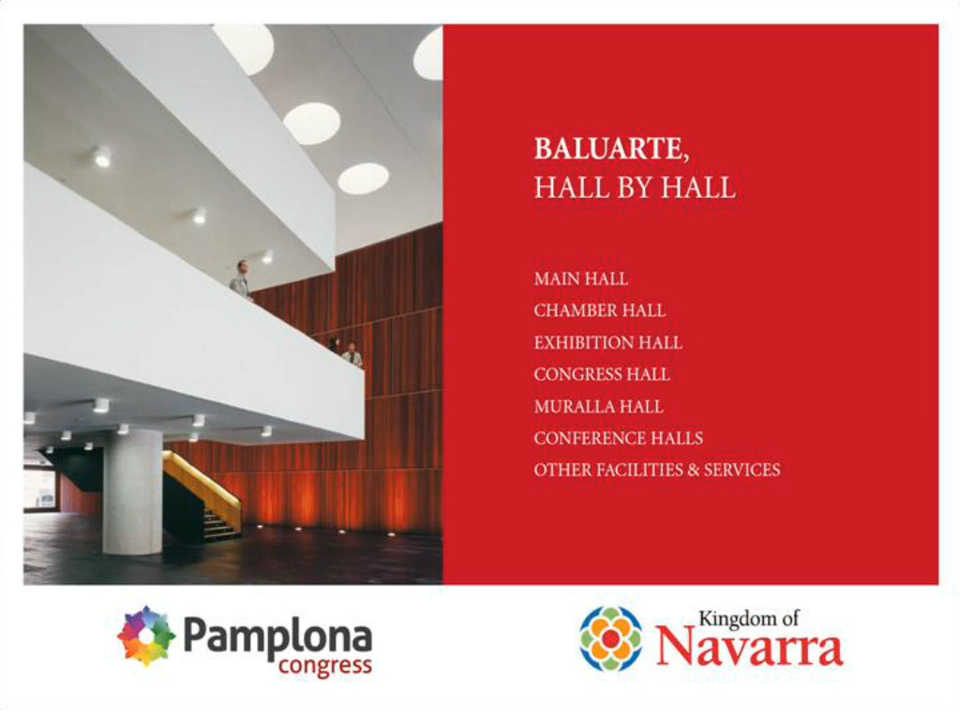 BALUARTE,
HALL BY HALL
MAIN HALL
CHAMBER HALL
EXHIBITION HALL
CONGRESS HALL
MURALLA HALL
CONFERENCE HALLS
OTHER FACILITIES & SERVICES
Pamplona
congress
Kingdom of
Navarra